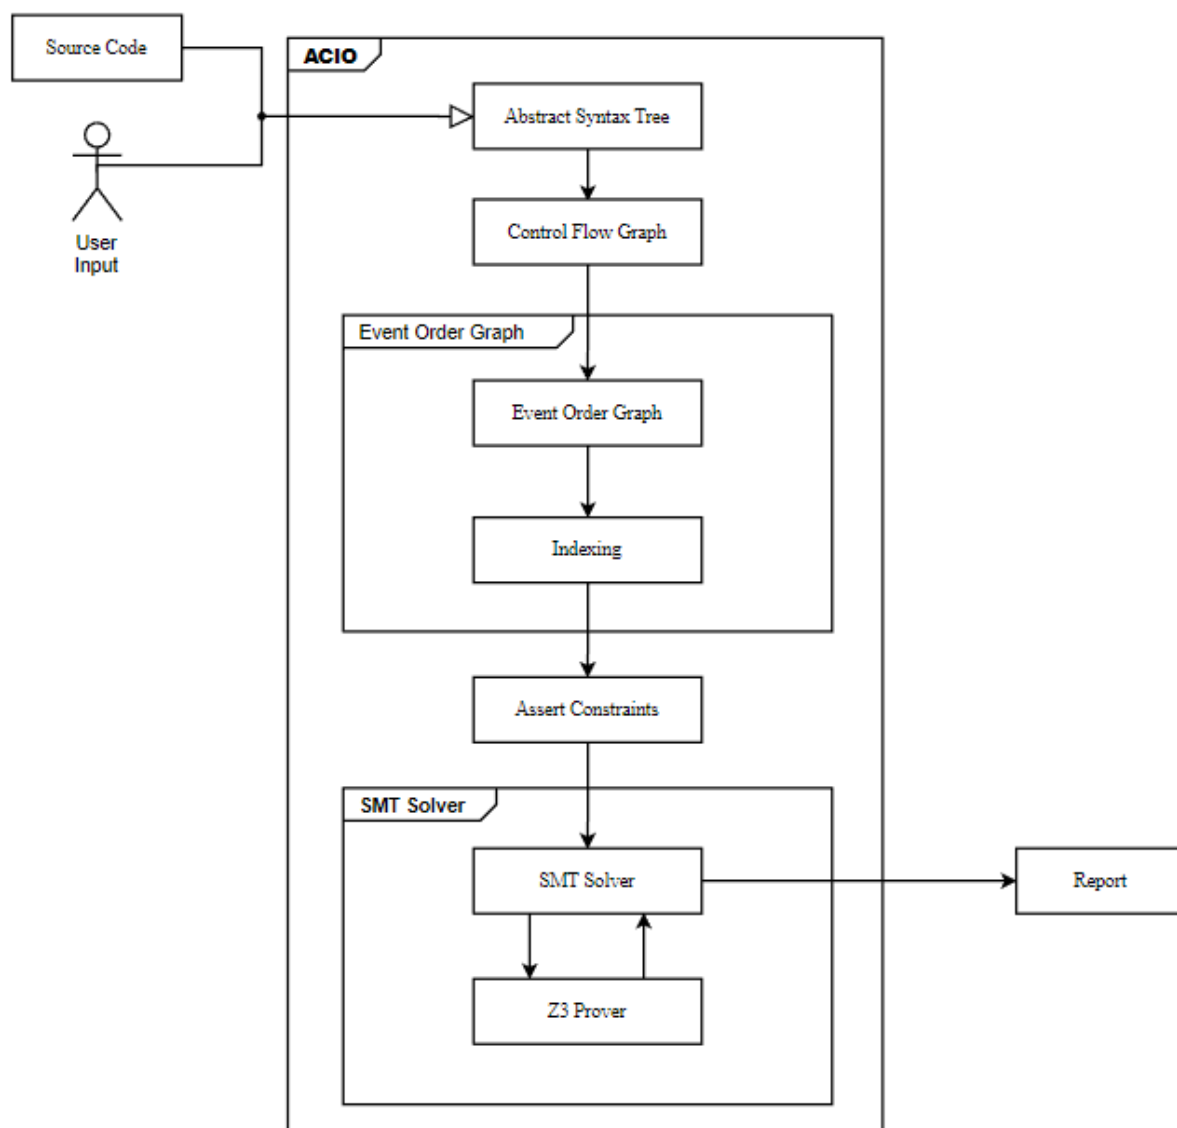 Source Code
ACIO
Abstract Syntax Tree
User
Input
Control Flow Graph
Event Order Graph
Event Order Graph
Indexing
Assert Constraints
SMT Solver
SMT Solver
Report
Z3 Prover